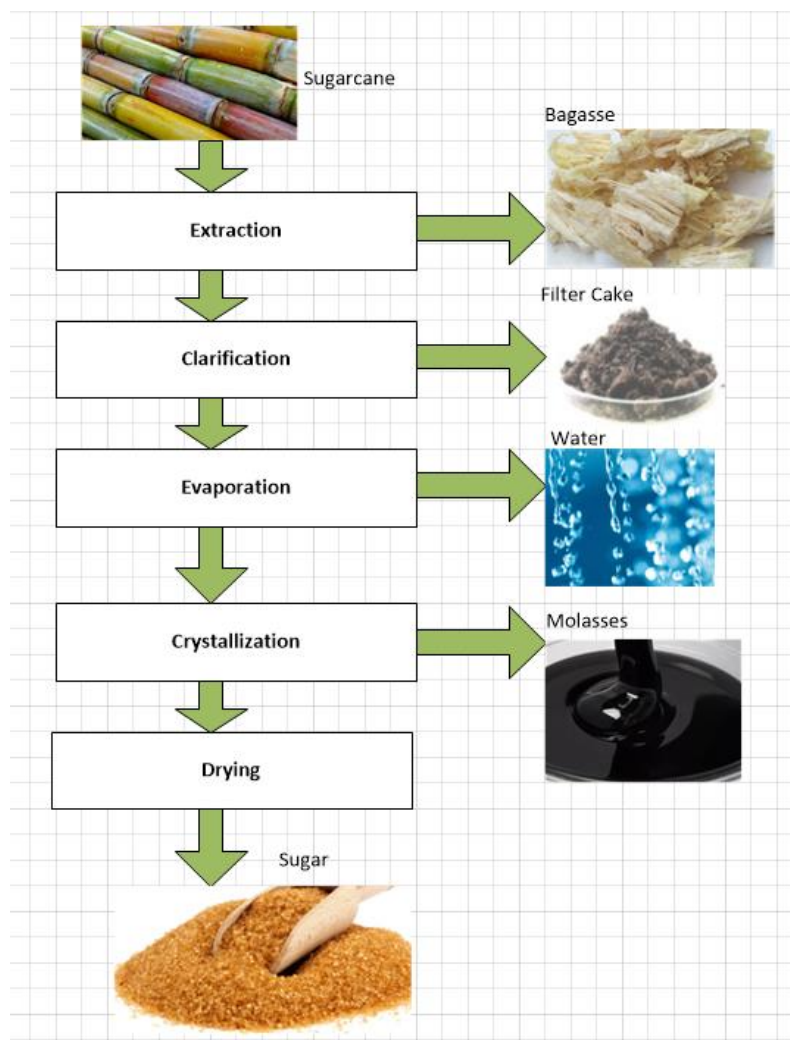 Sugarcane
Bagasse
Extraction
Filter Cake
Clarification
Water
Evaporation
Molasses
Crystallization
Drying
Sugar